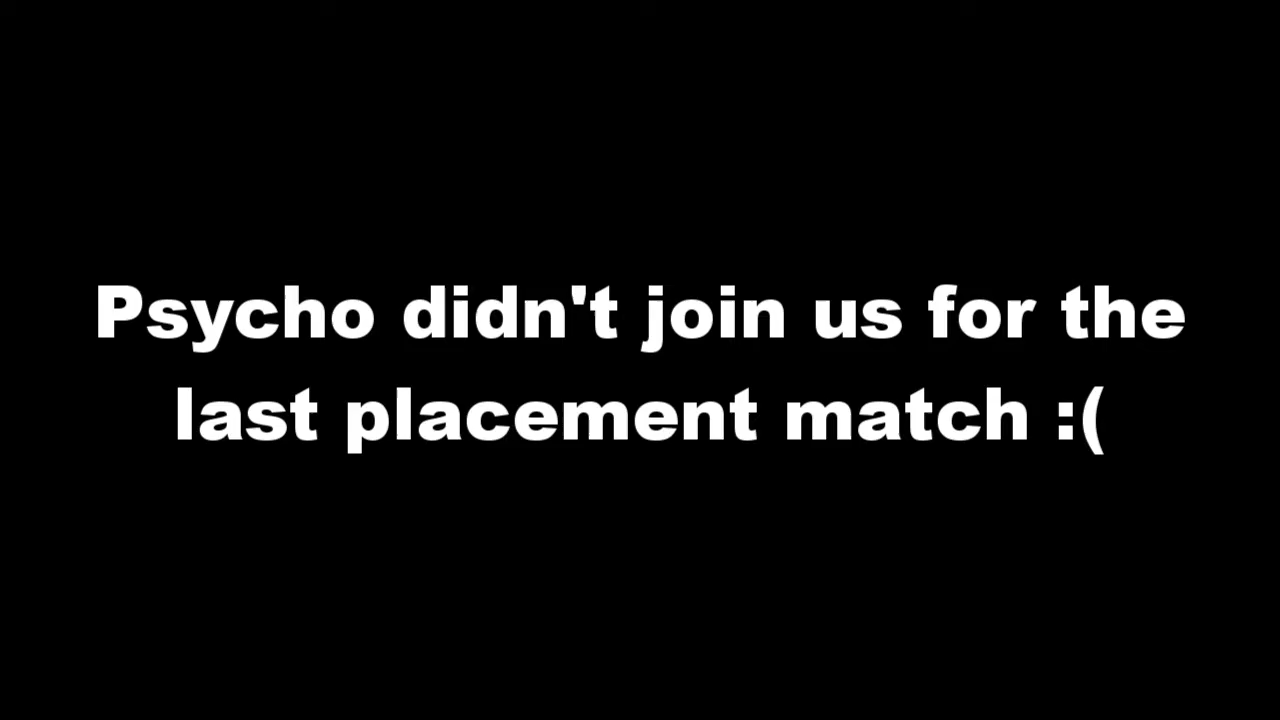 Psycho didn't join us for the
last placement match :(